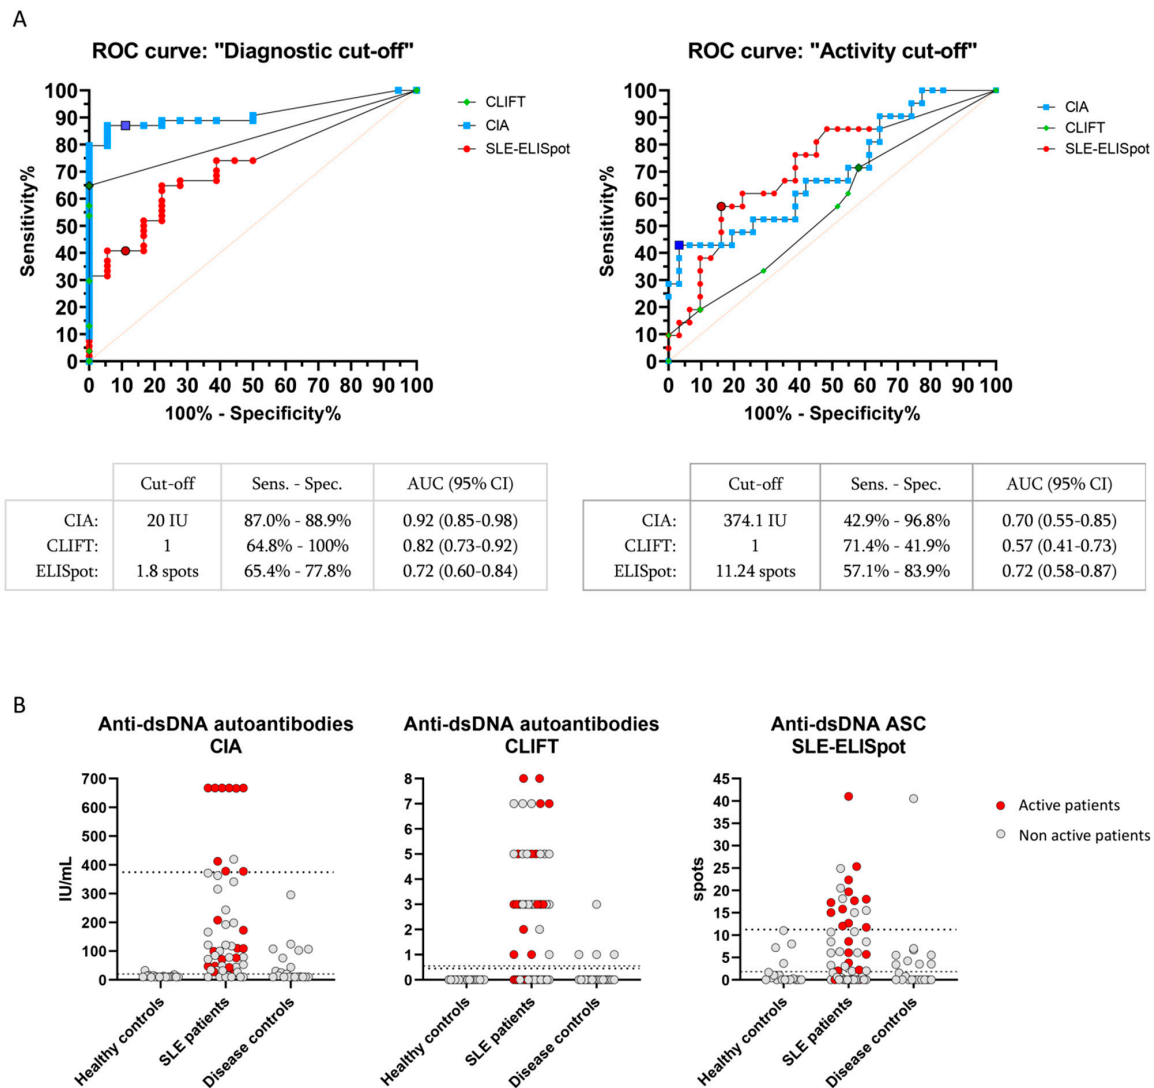 A
ROC curve: "Diagnostic cut-off"
100
90
80
70
60
50
40
30
20
10
0
Sensitivity%
0 10 20 30 40 50 60 70 80 90 100
100% - Specificity%
CLIFT
CIA
SLE-ELISpot
ROC curve: "Activity cut-off"
100
90
80
70
60
50
40
30
20
10
0
Sensitivity%
0 10 20 30 40 50 60 70 80 90 100
100% - Specificity%
CIA
CLIFT
SLE-ELISpot
Cut-off Sens. - Spec. AUC (95% CI)
CIA: 20 IU 87.0% - 88.9% 0.92 (0.85-0.98)
CLIFT: 1 64.8% - 100% 0.82 (0.73-0.92)
ELISpot: 1.8 spots 65.4% - 77.8% 0.72 (0.60-0.84)
Cut-off Sens. - Spec. AUC (95% CI)
CIA: 374.1 IU 42.9% - 96.8% 0.70 (0.55-0.85)
CLIFT: 1 71.4% - 41.9% 0.57 (0.41-0.73)
ELISpot: 11.24 spots 57.1% - 83.9% 0.72 (0.58-0.87)
B
Anti-dsDNA autoantibodies
CIA
700
600
500
400
300
200
100
0
IU/mL
Healthy controls
SLE patients
Disease controls
Anti-dsDNA autoantibodies
CLIFT
8
7
6
5
4
3
2
1
0
Healthy controls
SLE patients
Disease controls
Anti-dsDNA ASC
SLE-ELISpot
45
40
35
30
25
20
15
10
5
0
spots
Healthy controls
SLE patients
Disease controls
Active patients
Non active patients